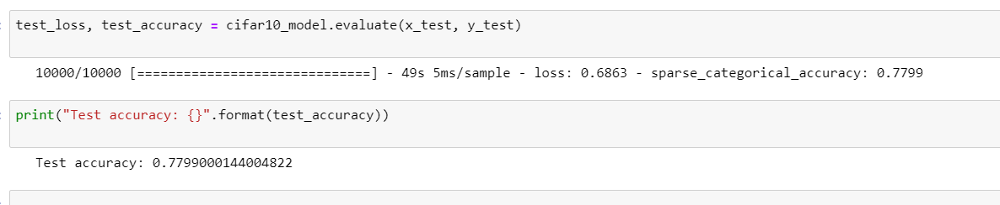 test_loss, test_accuracy = cifar10_model.evaluate(x_test, y_test)
10000/10000 [==============================] - 49s 5ms/sample - loss: 0.6863 - sparse_categorical_accuracy: 0.7799
print("Test accuracy: {}".format(test_accuracy))
Test accuracy: 0.7799000144004822